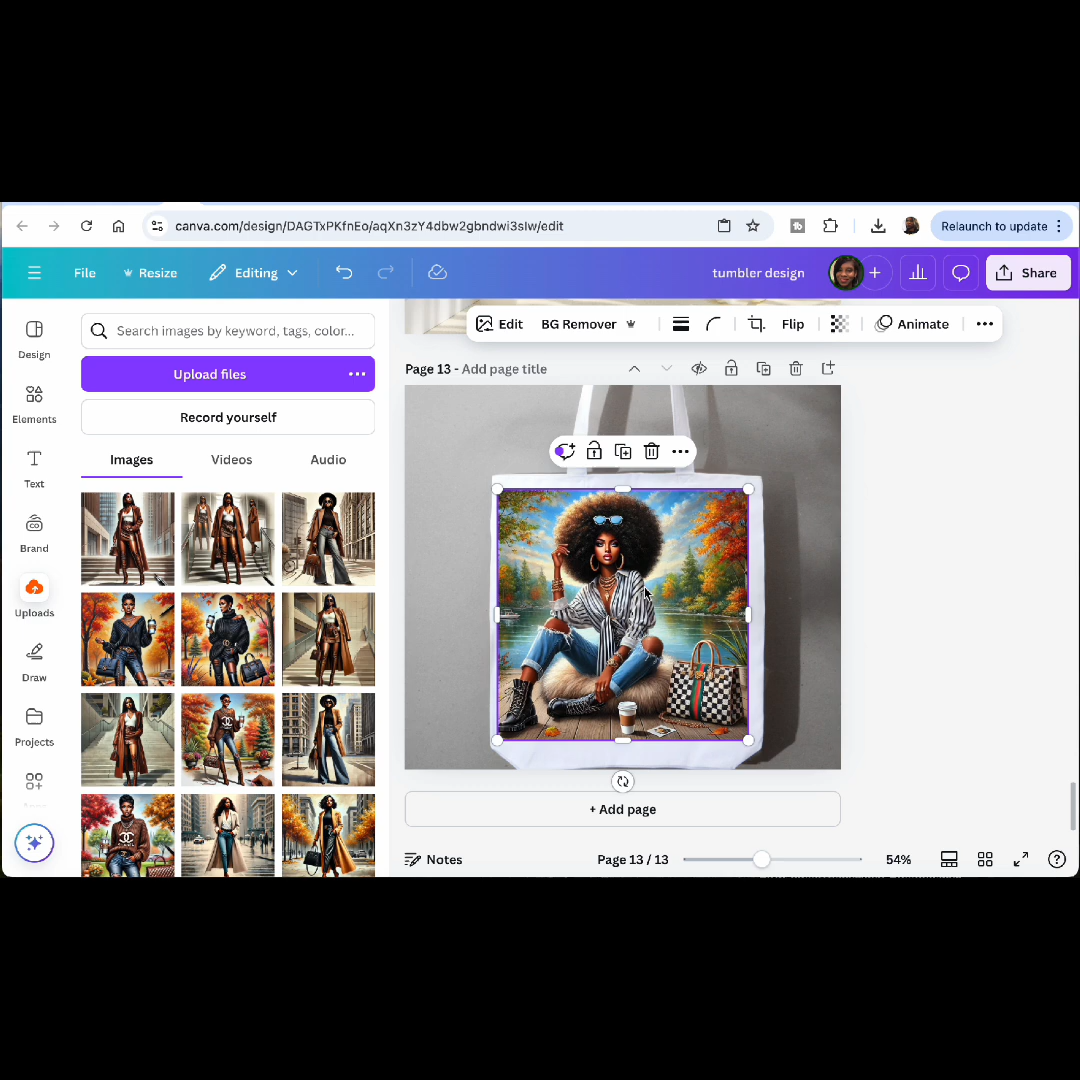 canva.com/design/DAGTxPKfnEo/aqXn3zY4dbw2gbndwi3slw/edit
Relaunch to update
File
Resize
Editing
tumbler design
Share
Design
Elements
Text
Brand
Uploads
Draw
Projects
Search images by keyword, tags, color...
Upload files
Record yourself
Images
Videos
Audio
Edit
BG Remover
Flip
Animate
Page 13 - Add page title
+ Add page
Notes
Page 13 / 13
54%